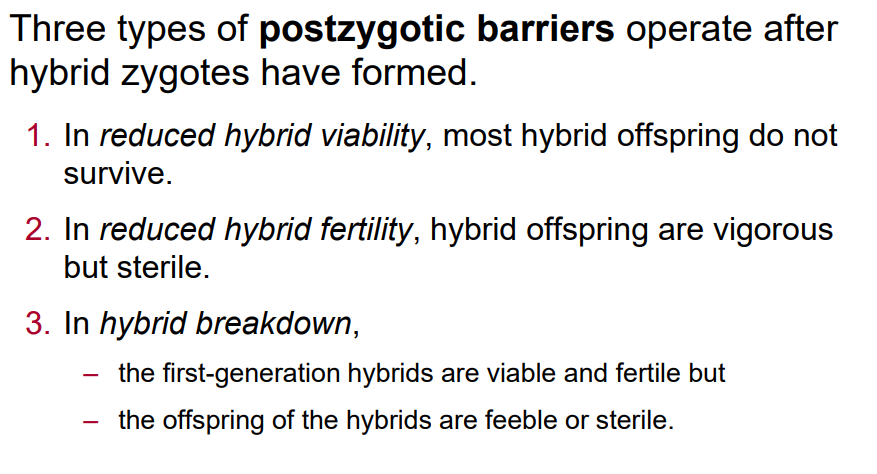 Three types of postzygotic barriers operate after
hybrid zygotes have formed.
1. In reduced hybrid viability, most hybrid offspring do not
survive.
2. In reduced hybrid fertility, hybrid offspring are vigorous
but sterile.
3. In hybrid breakdown,
– the first-generation hybrids are viable and fertile but
– the offspring of the hybrids are feeble or sterile.